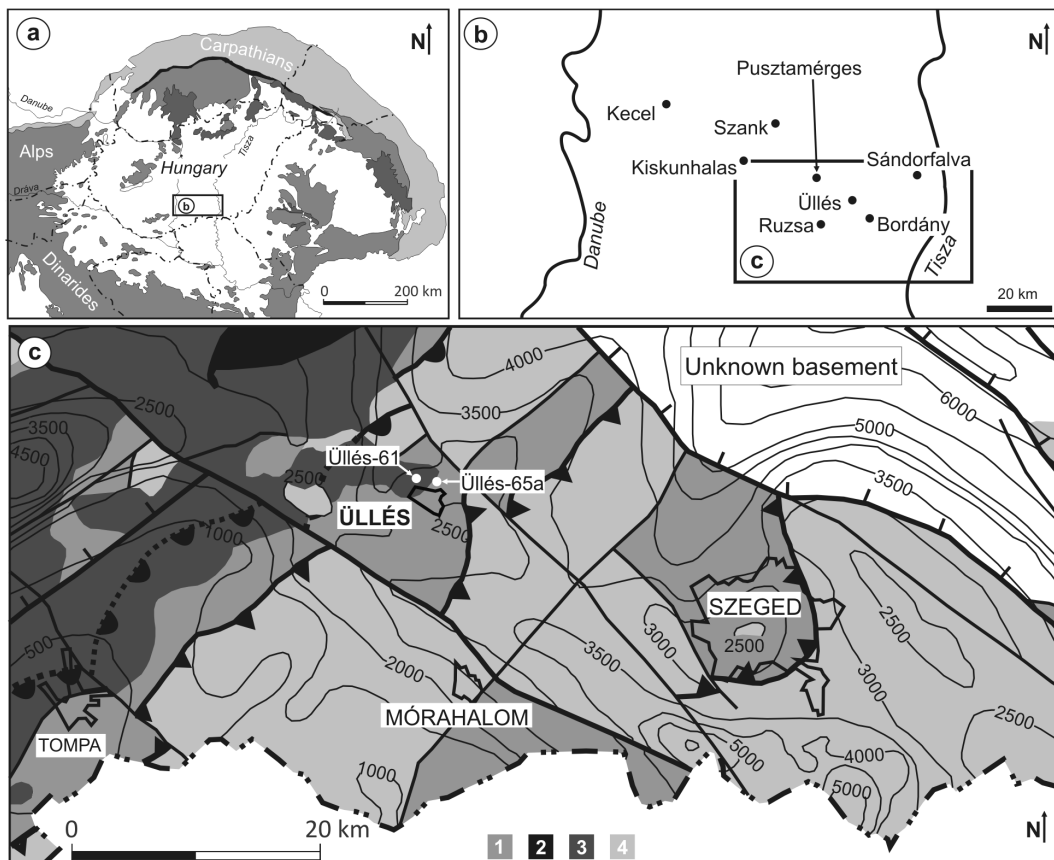 a
N
Carpathians
Danube
Alps
Tisza
Hungary
Dráva
b
Dinarides
0
200 km
b
N
Pusztamérges
Kecel
Szank
Kiskunhalas
Sándorfalva
Üllés
Ruzsa
Bordány
Danube
Tisza
c
20 km
c
Unknown basement
4000
3500
2500
3500
4500
6000
5000
3500
Üllés-61
2500
Üllés-65a
ÜLLÉS
2500
1000
SZEGED
2500
2500
500
3000
3500
2000
3000
MÓRAHALOM
TOMPA
2500
1000
5000
4000
5000
0
20 km
1
2
3
4
N